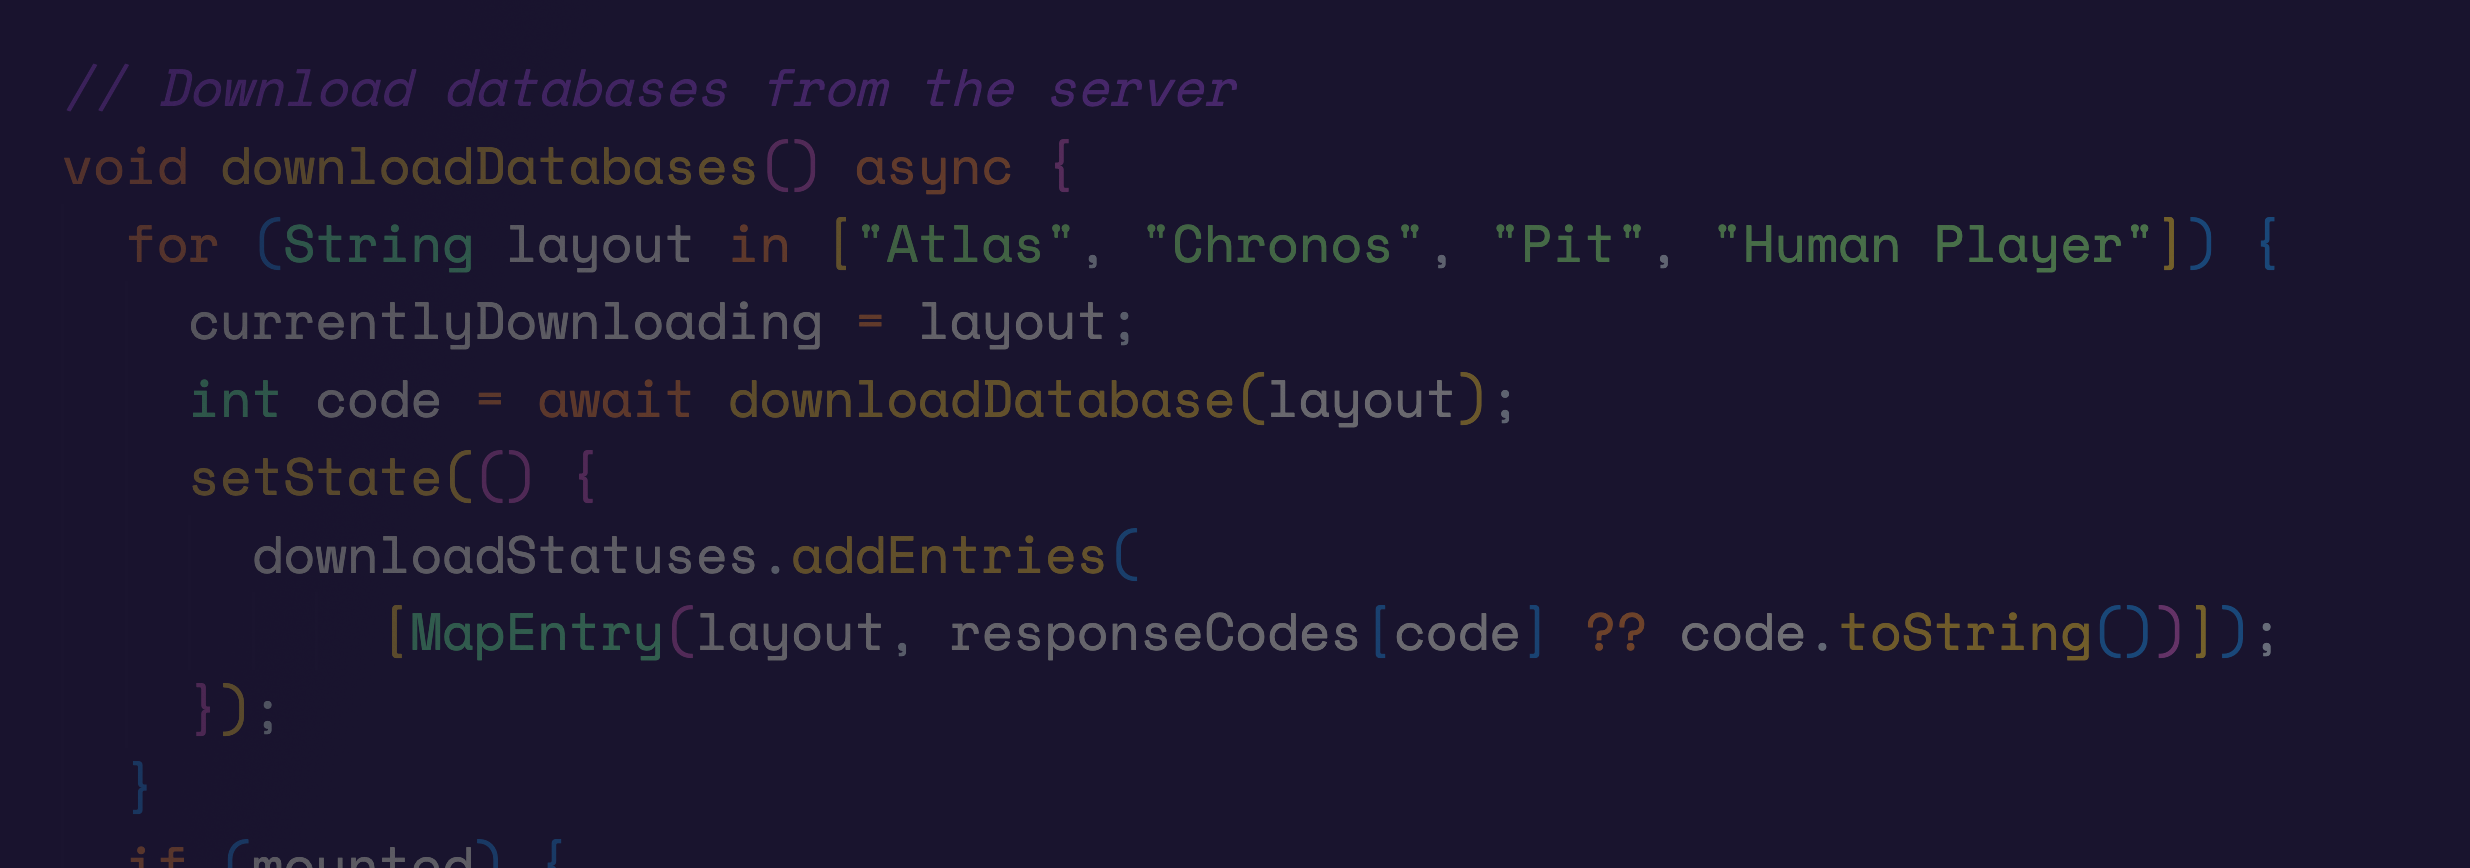 // Download databases from the server
void downloadDatabases() async {
  for (String layout in ["Atlas", "Chronos", "Pit", "Human Player"]) {
    currentlyDownloading = layout;
    int code = await downloadDatabase(layout);
    setState(() {
      downloadStatuses.addEntries(
          [MapEntry(layout, responseCodes[code] ?? code.toString())]);
    });
  }
  if (mounted) {